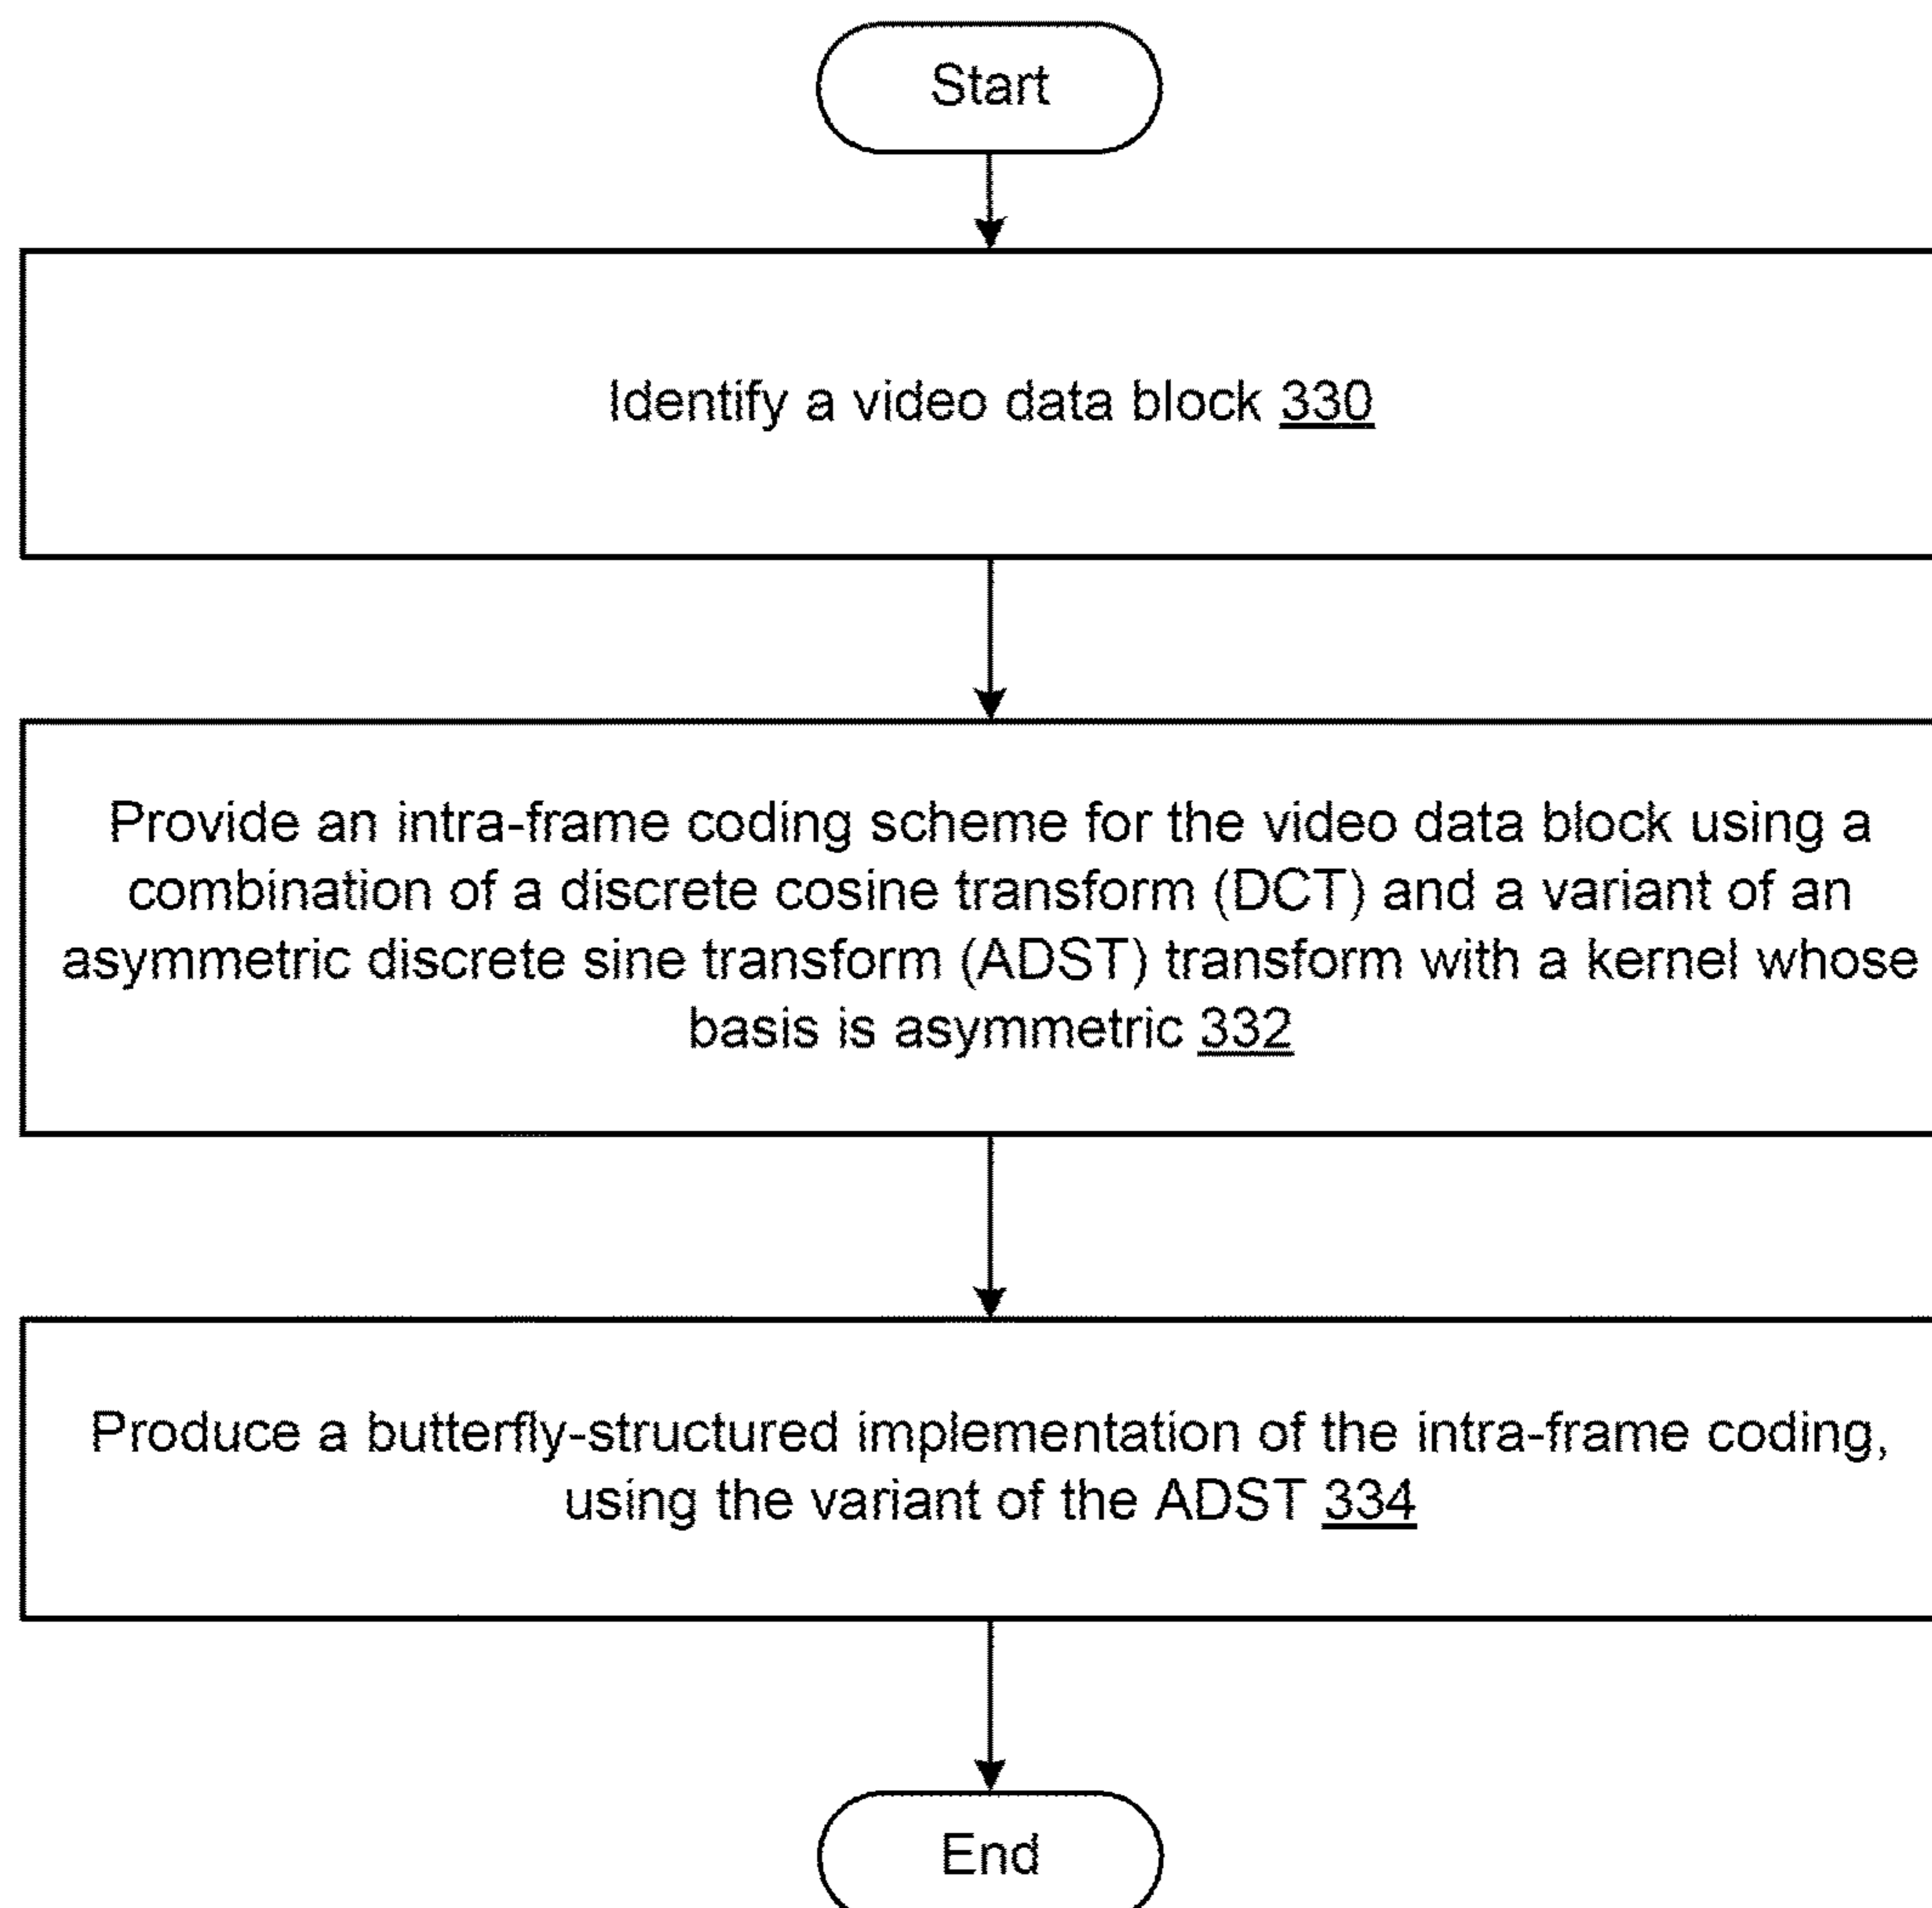 Start
Identify a video data block 330
Provide an intra-frame coding scheme for the video data block using a
combination of a discrete cosine transform (DCT) and a variant of an
asymmetric discrete sine transform (ADST) transform with a kernel whose
basis is asymmetric 332
Produce a butterfly-structured implementation of the intra-frame coding,
using the variant of the ADST 334
End